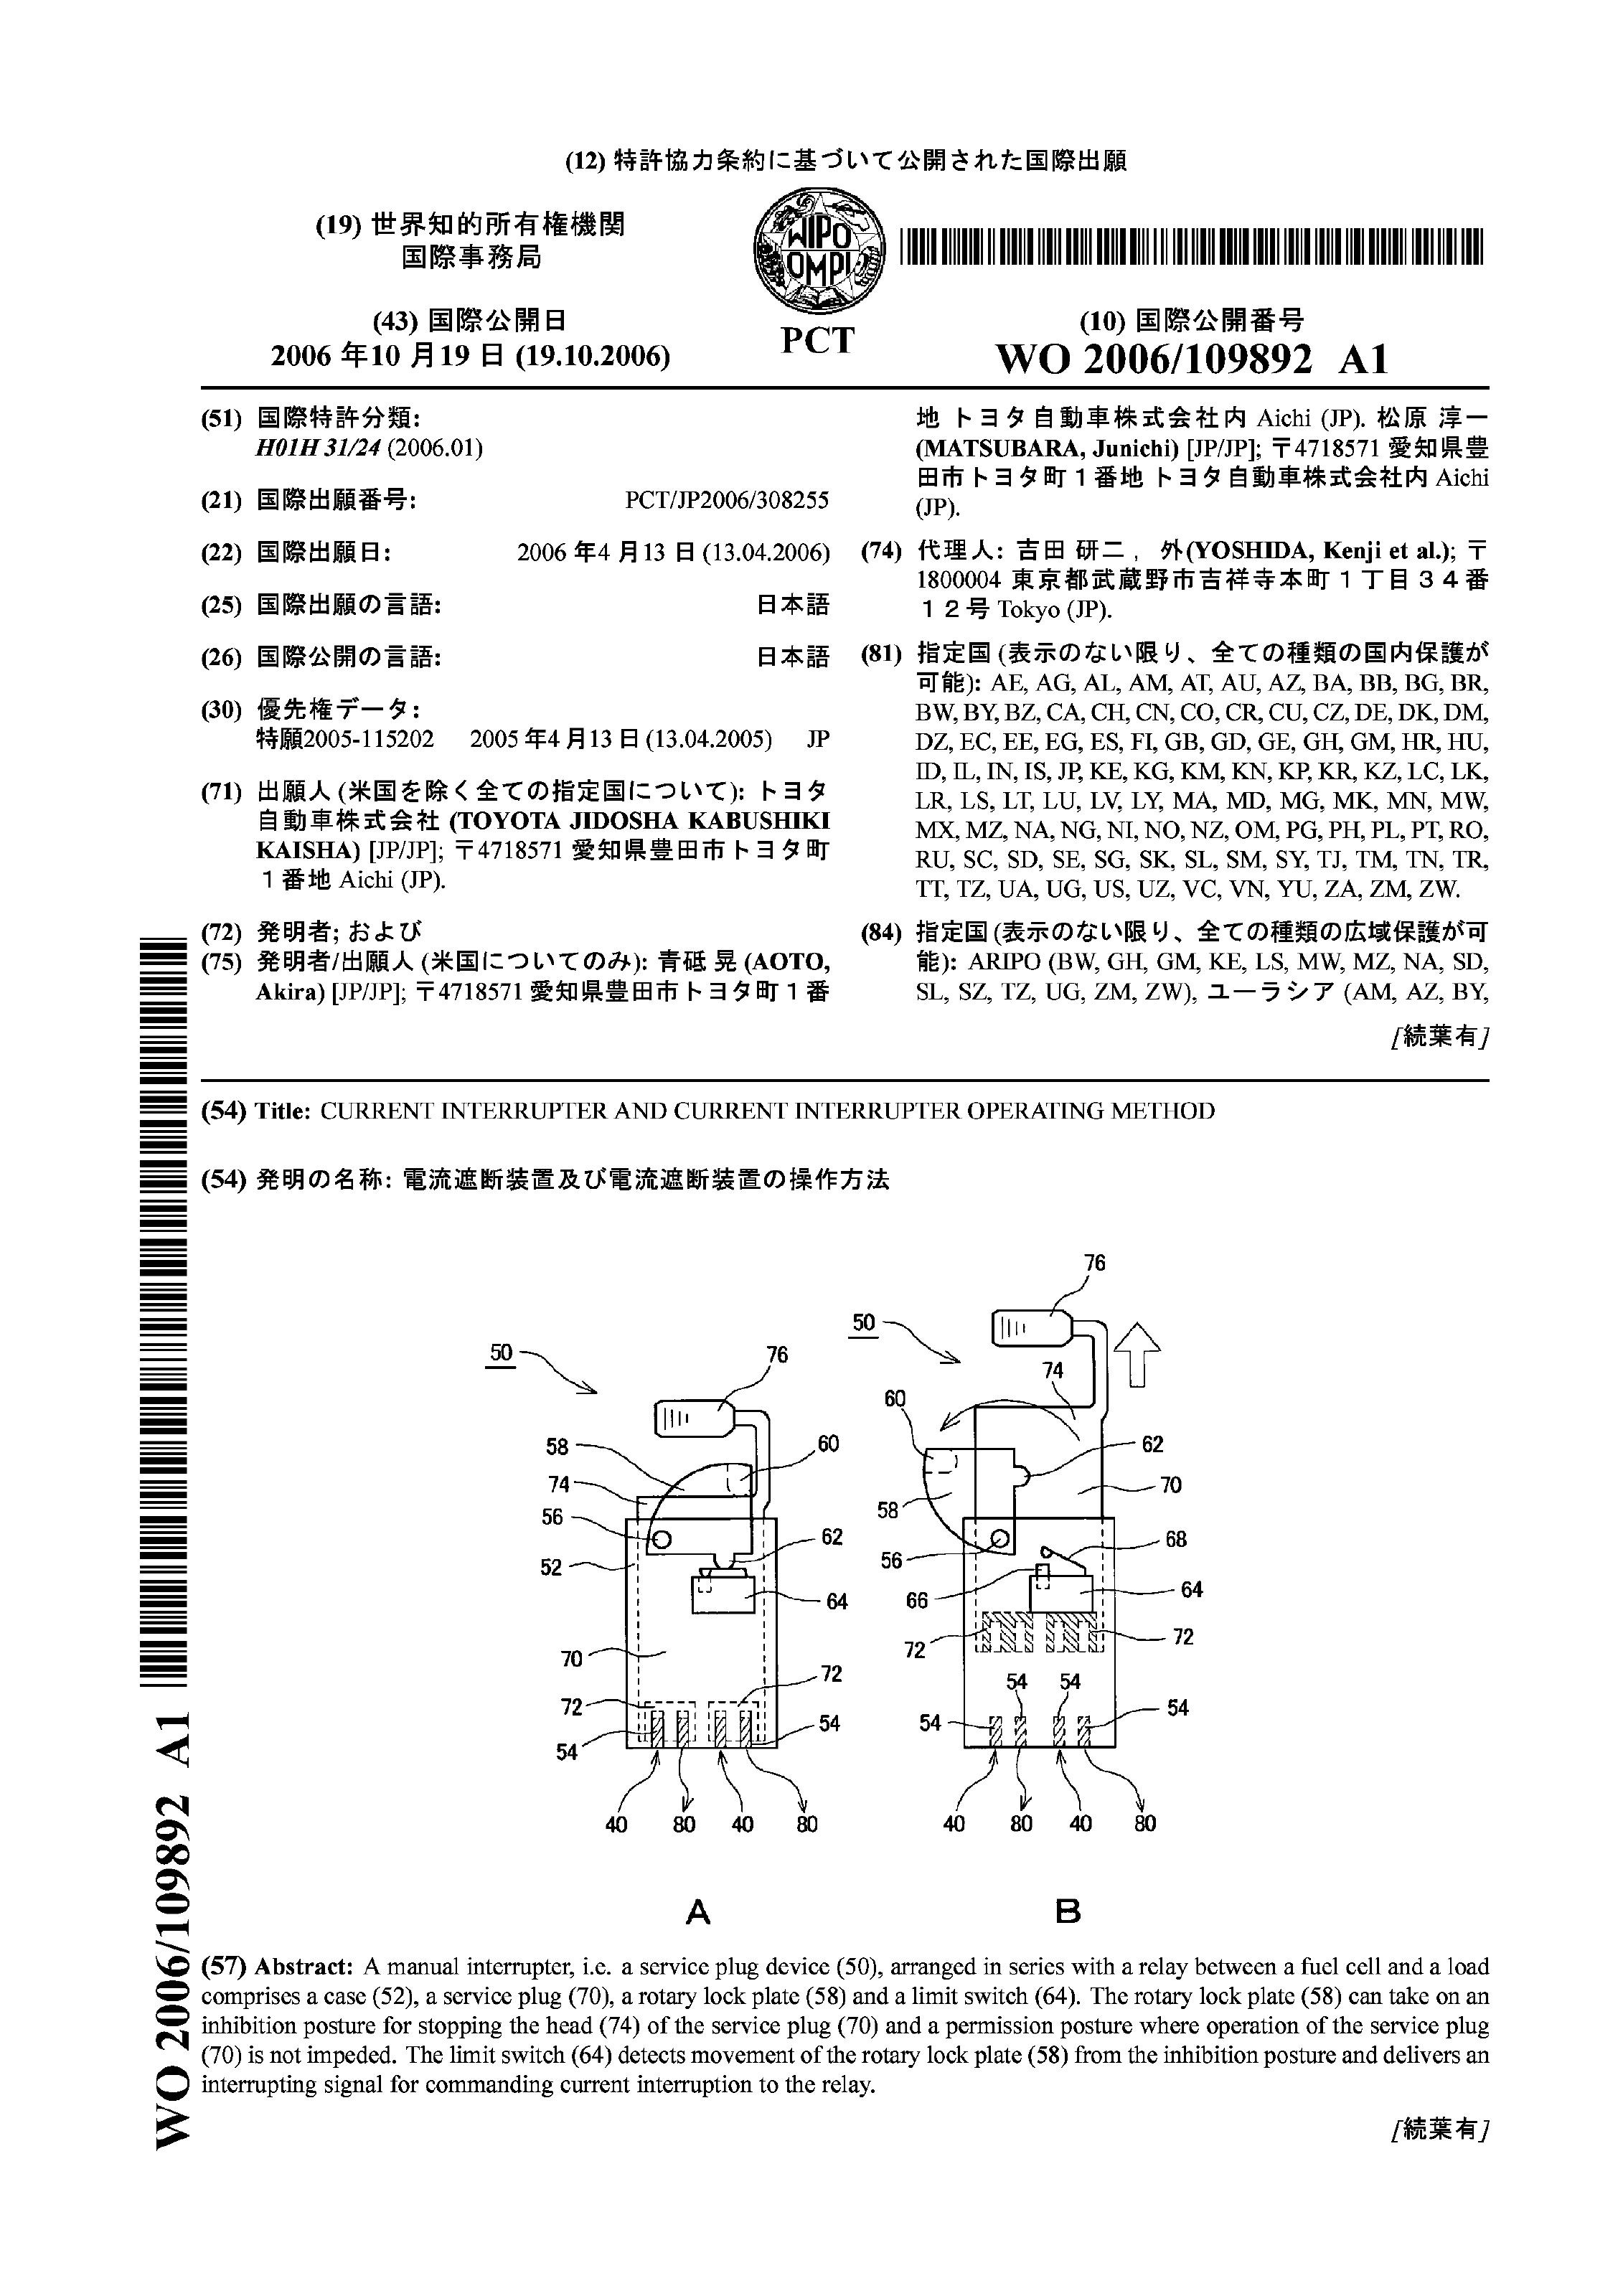 (12) 特許協力条約に基づいて公開された国際出願
(19) 世界知的所有権機関
国際事務局
WIPO
OMPI
PCT
(43) 国際公開日
2006 年10 月19 日 (19.10.2006)
(10) 国際公開番号
WO 2006/109892 A1
(51) 国際特許分類:
H01H 31/24 (2006.01)
(21) 国際出願番号: PCT/JP2006/308255
(22) 国際出願日: 2006 年4 月13 日 (13.04.2006)
(25) 国際出願の言語: 日本語
(26) 国際公開の言語: 日本語
(30) 優先権データ:
特願2005-115202 2005 年4 月13 日 (13.04.2005) JP
(71) 出願人 (米国を除く全ての指定国について): トヨタ
自動車株式会社 (TOYOTA JIDOSHA KABUSHIKI
KAISHA) [JP/JP]; 〒4718571 愛知県豊田市トヨタ町
１番地 Aichi (JP).
(72) 発明者; および
(75) 発明者/出願人 (米国についてのみ): 青砥 晃 (AOTO,
Akira) [JP/JP]; 〒4718571 愛知県豊田市トヨタ町１番
地 トヨタ自動車株式会社内 Aichi (JP). 松原 淳一
(MATSUBARA, Junichi) [JP/JP]; 〒4718571 愛知県豊
田市トヨタ町１番地 トヨタ自動車株式会社内 Aichi
(JP).
(74) 代理人: 吉田 研二, 外(YOSHIDA, Kenji et al.); 〒
1800004 東京都武蔵野市吉祥寺本町１丁目３４番
１２号 Tokyo (JP).
(81) 指定国 (表示のない限り、全ての種類の国内保護が
可能): AE, AG, AL, AM, AT, AU, AZ, BA, BB, BG, BR,
BW, BY, BZ, CA, CH, CN, CO, CR, CU, CZ, DE, DK, DM,
DZ, EC, EE, EG, ES, FI, GB, GD, GE, GH, GM, HR, HU,
ID, IL, IN, IS, JP, KE, KG, KM, KN, KP, KR, KZ, LC, LK,
LR, LS, LT, LU, LV, LY, MA, MD, MG, MK, MN, MW,
MX, MZ, NA, NG, NI, NO, NZ, OM, PG, PH, PL, PT, RO,
RU, SC, SD, SE, SG, SK, SL, SM, SY, TJ, TM, TN, TR,
TT, TZ, UA, UG, US, UZ, VC, VN, YU, ZA, ZM, ZW.
(84) 指定国 (表示のない限り、全ての種類の広域保護が可
能): ARIPO (BW, GH, GM, KE, LS, MW, MZ, NA, SD,
SL, SZ, TZ, UG, ZM, ZW), ユーラシア (AM, AZ, BY,
[続葉有]
(54) Title: CURRENT INTERRUPTER AND CURRENT INTERRUPTER OPERATING METHOD
(54) 発明の名称: 電流遮断装置及び電流遮断装置の操作方法
50
76
58
60
74
56
62
52
64
70
72
72
54
54
40
80
40
80
A
76
50
74
60
62
70
58
56
68
66
64
72
72
54
54
54
54
40
80
40
80
B
(57) Abstract: A manual interrupter, i.e. a service plug device (50), arranged in series with a relay between a fuel cell and a load
comprises a case (52), a service plug (70), a rotary lock plate (58) and a limit switch (64). The rotary lock plate (58) can take on an
inhibition posture for stopping the head (74) of the service plug (70) and a permission posture where operation of the service plug
(70) is not impeded. The limit switch (64) detects movement of the rotary lock plate (58) from the inhibition posture and delivers an
interrupting signal for commanding current interruption to the relay.
[続葉有]
WO 2006/109892 A1